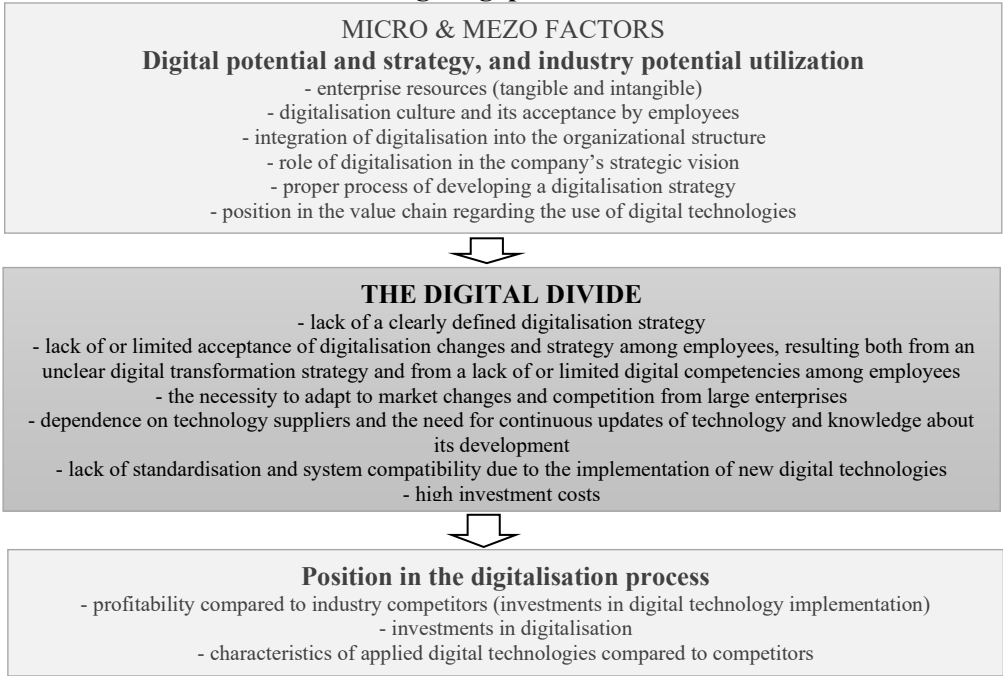 MICRO & MEZO FACTORS
Digital potential and strategy, and industry potential utilization
- enterprise resources (tangible and intangible)
- digitalisation culture and its acceptance by employees
- integration of digitalisation into the organizational structure
- role of digitalisation in the company's strategic vision
- proper process of developing a digitalisation strategy
- position in the value chain regarding the use of digital technologies
THE DIGITAL DIVIDE
- lack of a clearly defined digitalisation strategy
- lack of or limited acceptance of digitalisation changes and strategy among employees, resulting both from an
unclear digital transformation strategy and from a lack of or limited digital competencies among employees
- the necessity to adapt to market changes and competition from large enterprises
- dependence on technology suppliers and the need for continuous updates of technology and knowledge about
its development
- lack of standardisation and system compatibility due to the implementation of new digital technologies
- high investment costs
Position in the digitalisation process
- profitability compared to industry competitors (investments in digital technology implementation)
- investments in digitalisation
- characteristics of applied digital technologies compared to competitors